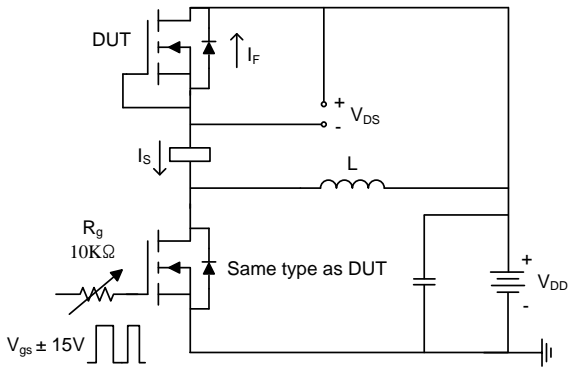 DUT
I_F
+
V_DS
-
I_S
L
R_g
10KΩ
Same type as DUT
+
V_DD
-
V_gs ± 15V